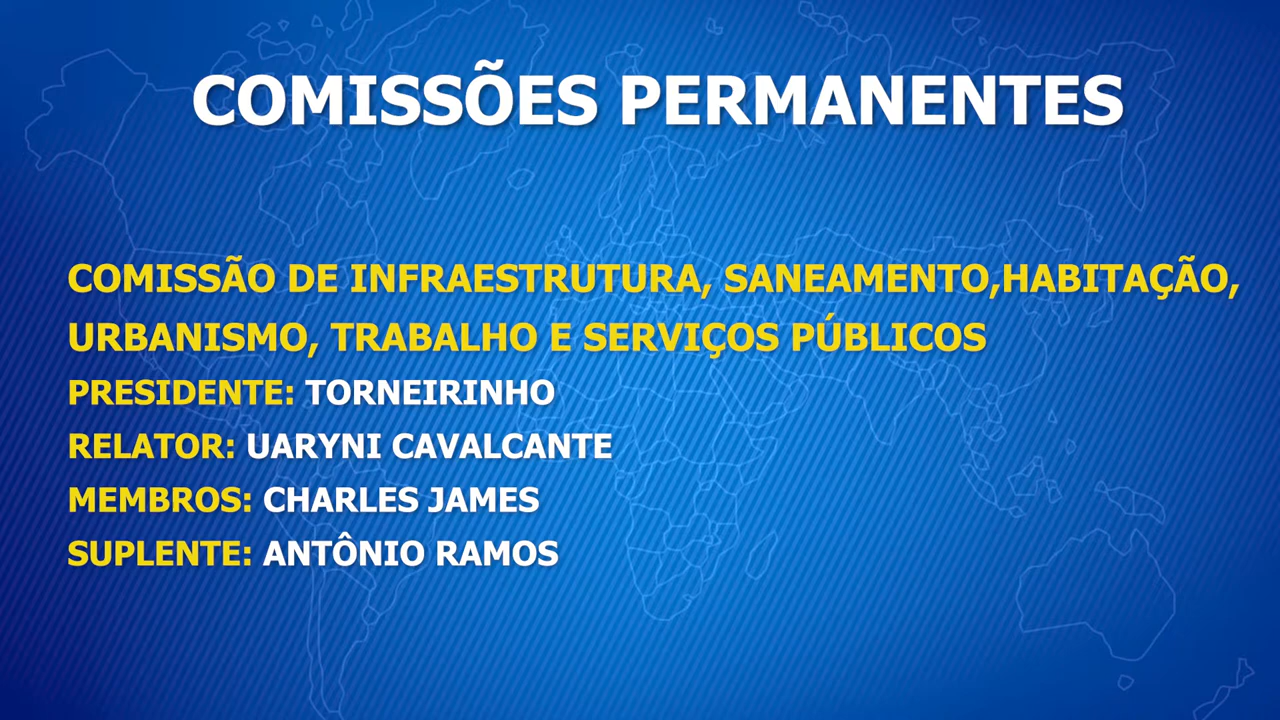 COMISSÕES PERMANENTES
COMISSÃO DE INFRAESTRUTURA, SANEAMENTO,HABITAÇÃO,
URBANISMO, TRABALHO E SERVIÇOS PÚBLICOS
PRESIDENTE: TORNEIRINHO
RELATOR: UARYNI CAVALCANTE
MEMBROS: CHARLES JAMES
SUPLENTE: ANTÔNIO RAMOS